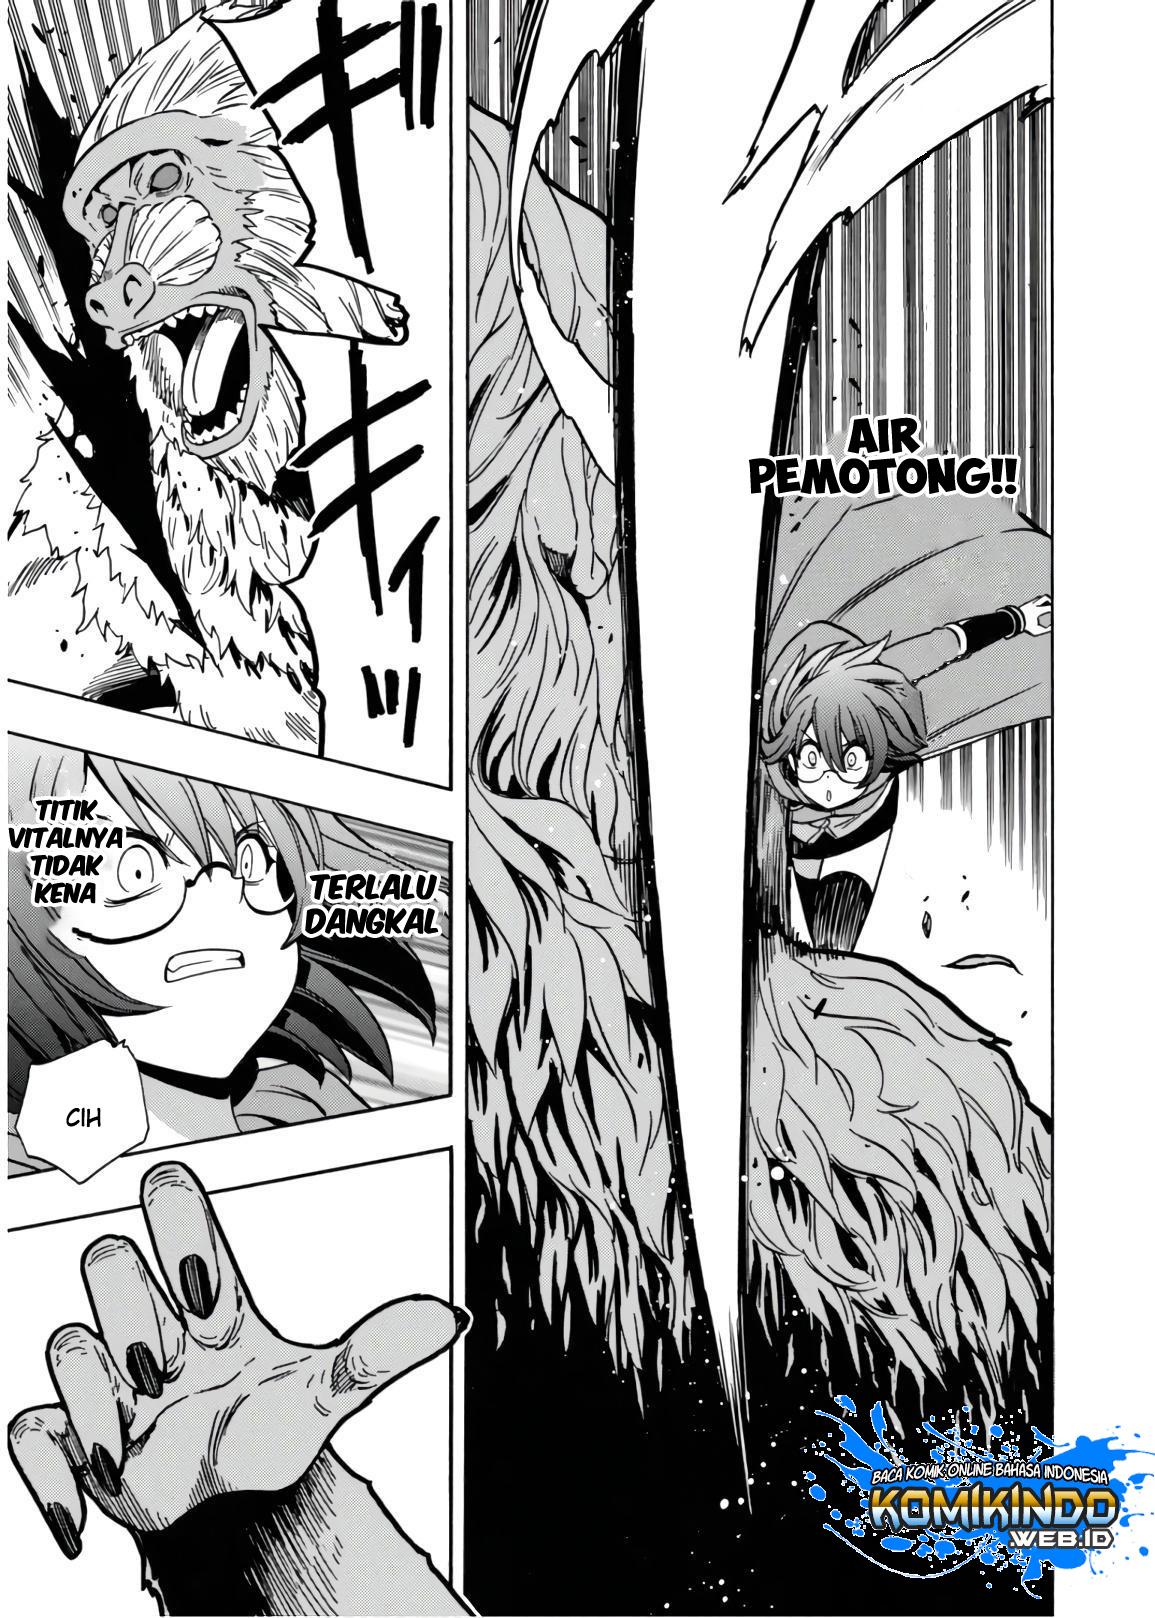 AIR
PEMOTONG!!
ギギィッ
TERLALU
DANGKAL
TITIK
VITALNYA
TIDAK
KENA
CIH
BACA KOMIK ONLINE BAHASA INDONESIA
KOMIKINDO
WEB.ID